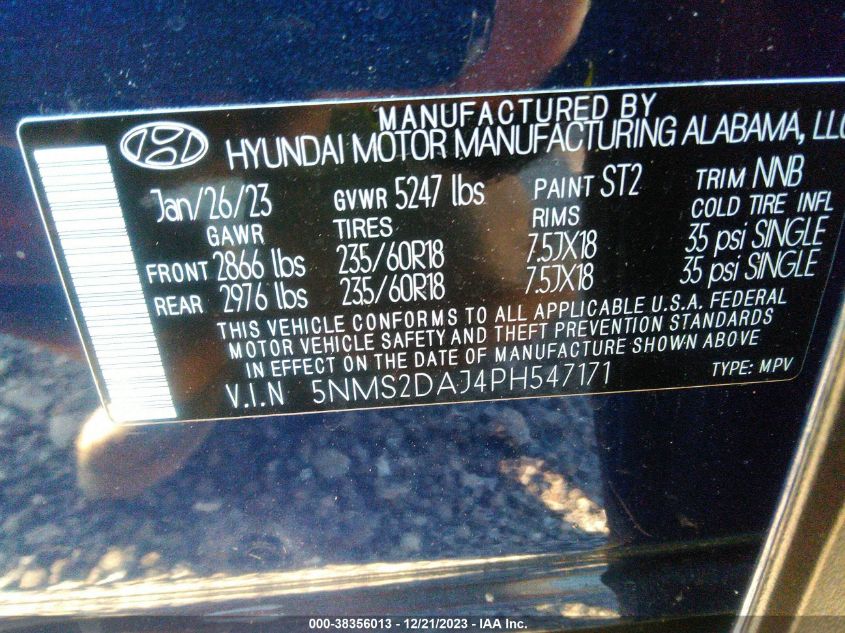 MANUFACTURED BY
HYUNDAI MOTOR MANUFACTURING ALABAMA, LLC
Jan/26/23 GVWR 5247 lbs PAINT ST2 TRIM NNB
GAWR TIRES RIMS COLD TIRE INFL
FRONT 2866 lbs 235/60R18 7.5JX18 35 psi SINGLE
REAR 2976 lbs 235/60R18 7.5JX18 35 psi SINGLE
THIS VEHICLE CONFORMS TO ALL APPLICABLE U.S.A. FEDERAL
MOTOR VEHICLE SAFETY AND THEFT PREVENTION STANDARDS
IN EFFECT ON THE DATE OF MANUFACTURE SHOWN ABOVE
V.I.N 5NMS2DAJ4PH547171 TYPE: MPV
000-38356013 - 12/21/2023 - IAA Inc.